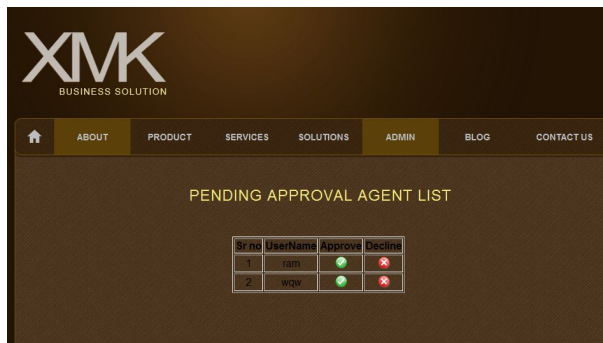 XMK
BUSINESS SOLUTION
ABOUT PRODUCT SERVICES SOLUTIONS ADMIN BLOG CONTACT US
PENDING APPROVAL AGENT LIST
Sr no UserName Approve Decline
1 ram
2 wqw